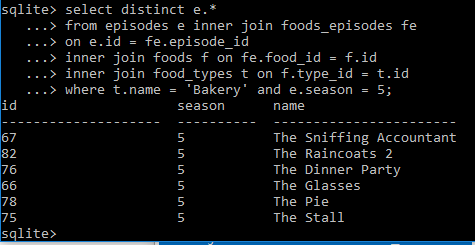 sqlite> select distinct e.*
...> from episodes e inner join foods_episodes fe
...> on e.id = fe.episode_id
...> inner join foods f on fe.food_id = f.id
...> inner join food_types t on f.type_id = t.id
...> where t.name = 'Bakery' and e.season = 5;
id season name
-------------------- ---------- -----------------------
67 5 The Sniffing Accountant
82 5 The Raincoats 2
76 5 The Dinner Party
66 5 The Glasses
78 5 The Pie
75 5 The Stall
sqlite>